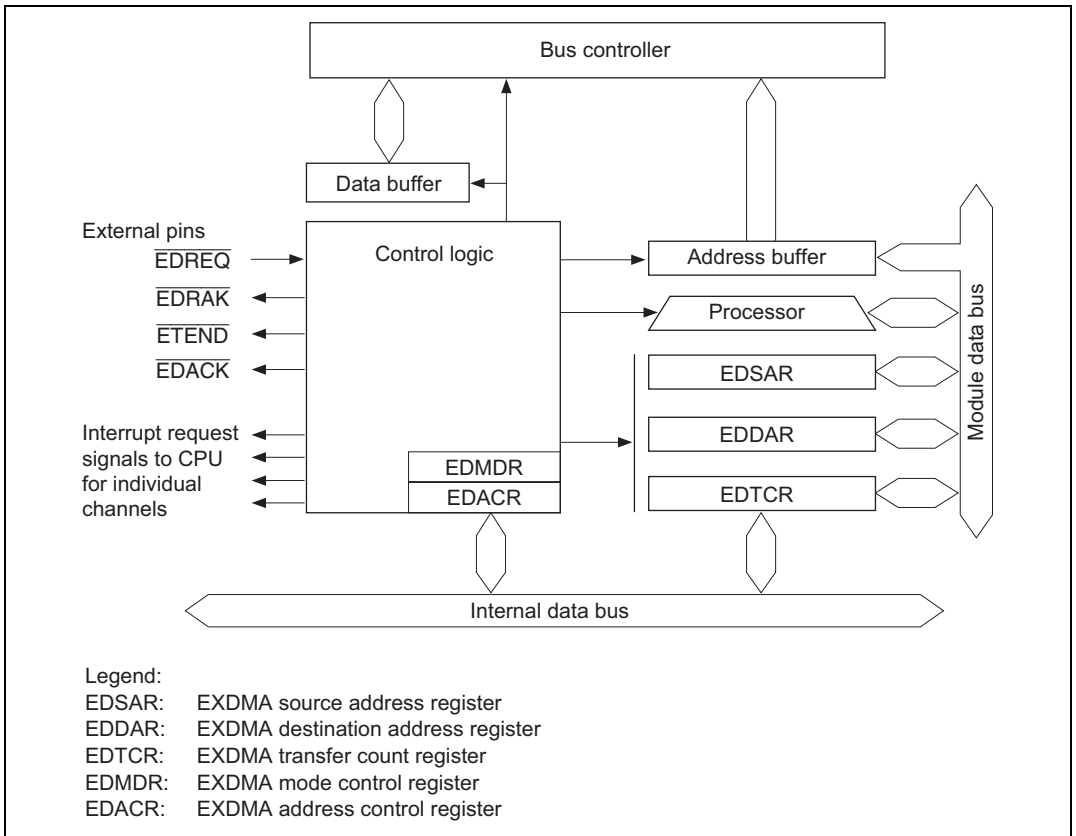 Bus controller
Data buffer
External pins
EDREQ
EDRAK
ETEND
EDACK
Interrupt request
signals to CPU
for individual
channels
Control logic
EDMDR
EDACR
Address buffer
Processor
EDSAR
EDDAR
EDTCR
Module data bus
Internal data bus
Legend:
EDSAR: EXDMA source address register
EDDAR: EXDMA destination address register
EDTCR: EXDMA transfer count register
EDMDR: EXDMA mode control register
EDACR: EXDMA address control register